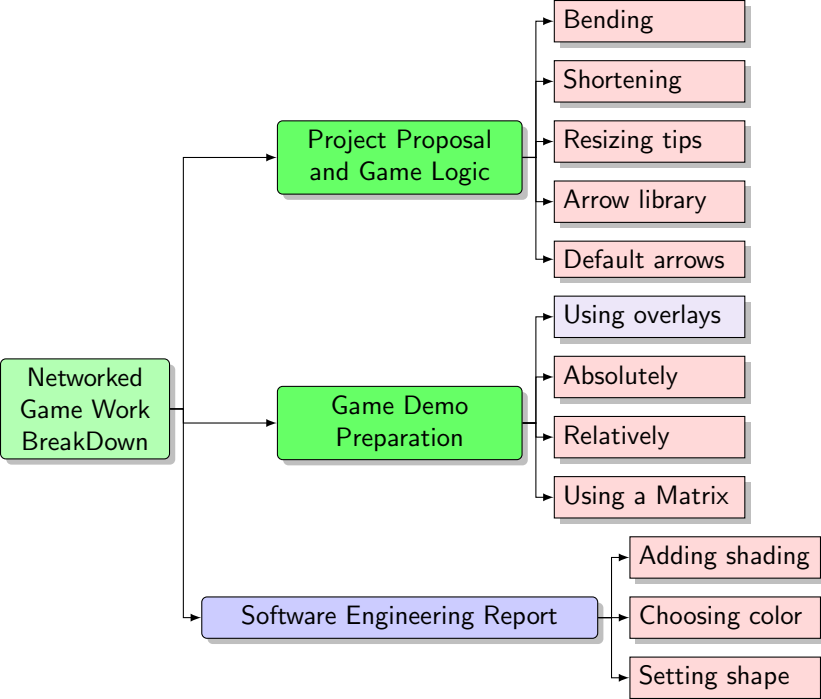 Networked
Game Work
BreakDown
Project Proposal
and Game Logic
Bending
Shortening
Resizing tips
Arrow library
Default arrows
Game Demo
Preparation
Using overlays
Absolutely
Relatively
Using a Matrix
Software Engineering Report
Adding shading
Choosing color
Setting shape